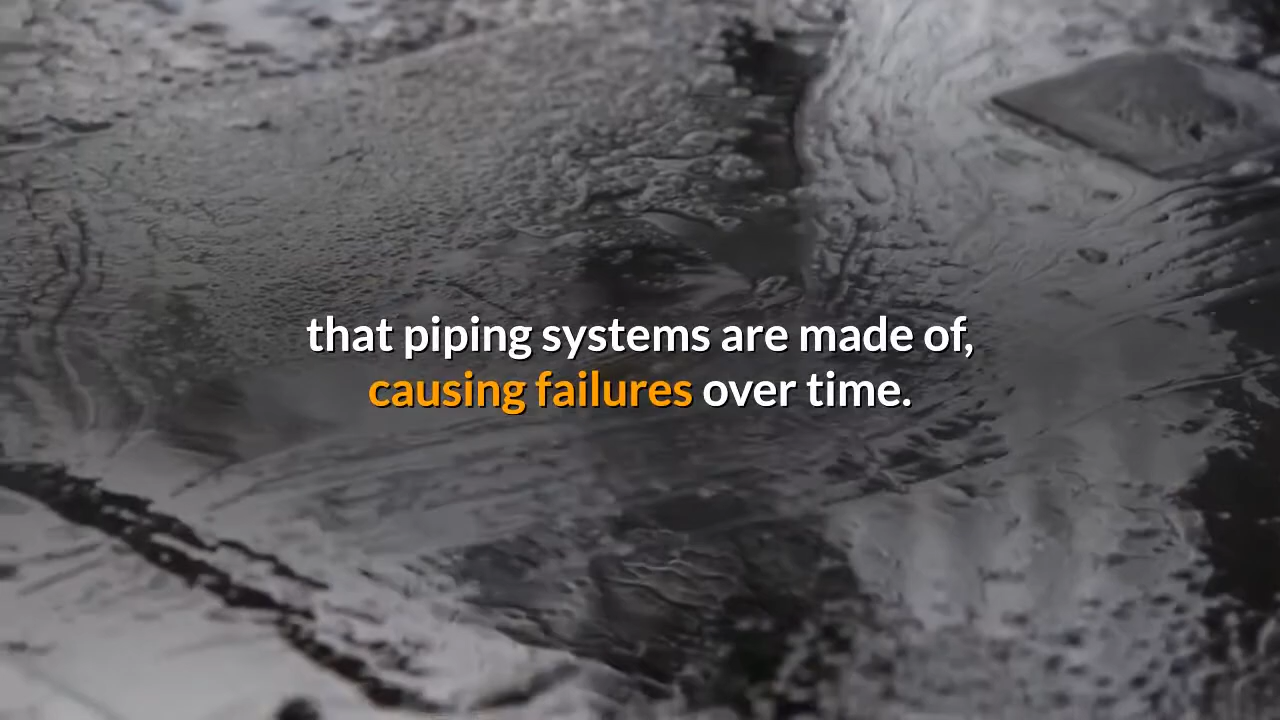 that piping systems are made of,
causing failures over time.